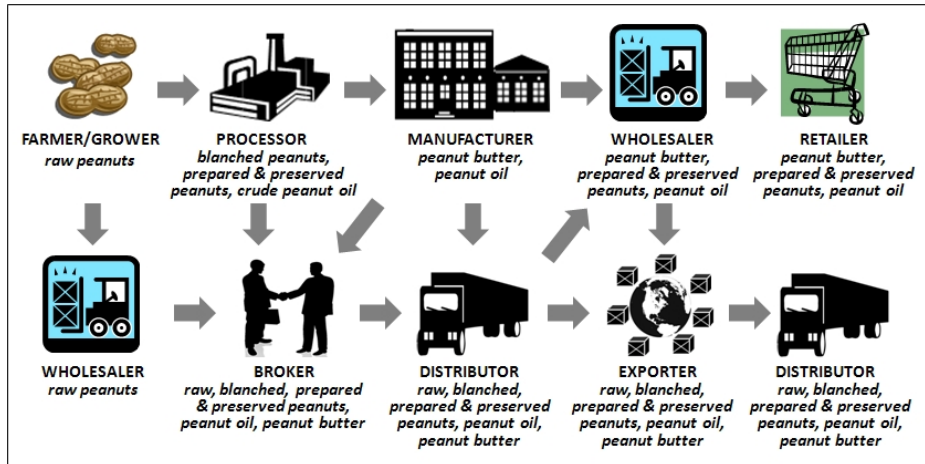 FARMER/GROWER
raw peanuts
PROCESSOR
blanched peanuts,
prepared & preserved
peanuts, crude peanut oil
MANUFACTURER
peanut butter,
peanut oil
WHOLESALER
peanut butter,
prepared & preserved
peanuts, peanut oil
RETAILER
peanut butter,
prepared & preserved
peanuts, peanut oil
WHOLESALER
raw peanuts
BROKER
raw, blanched, prepared
& preserved peanuts,
peanut oil, peanut butter
DISTRIBUTOR
raw, blanched,
prepared & preserved
peanuts, peanut oil,
peanut butter
EXPORTER
raw, blanched,
prepared & preserved
peanuts, peanut oil,
peanut butter
DISTRIBUTOR
raw, blanched,
prepared & preserved
peanuts, peanut oil,
peanut butter